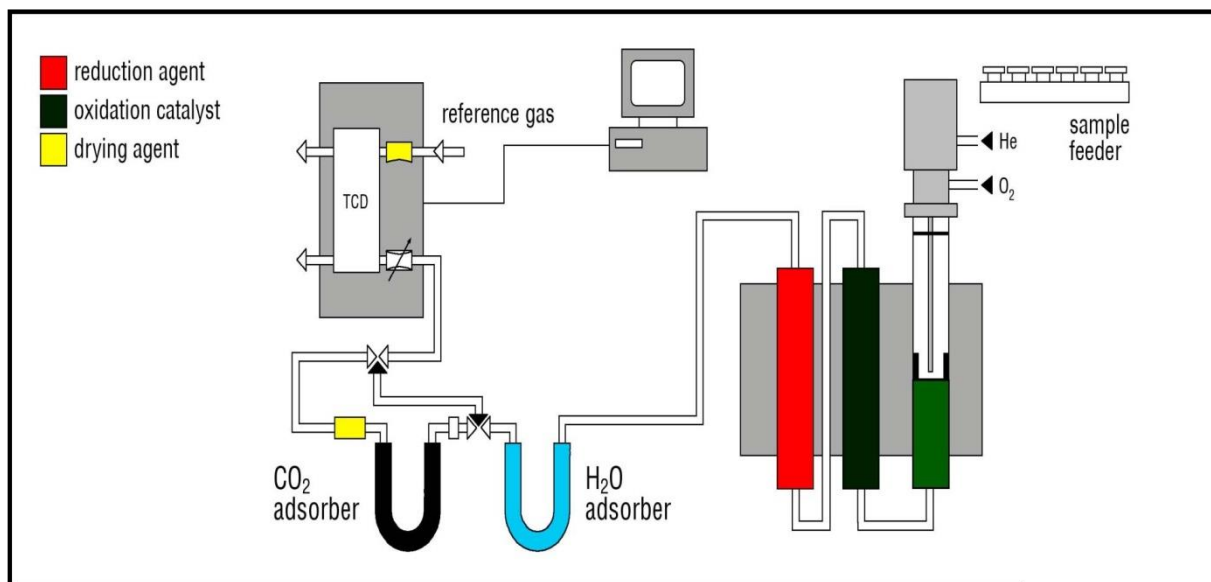 reduction agent
oxidation catalyst
drying agent
reference gas
TCD
He
O₂
sample
feeder
CO₂
adsorber
H₂O
adsorber